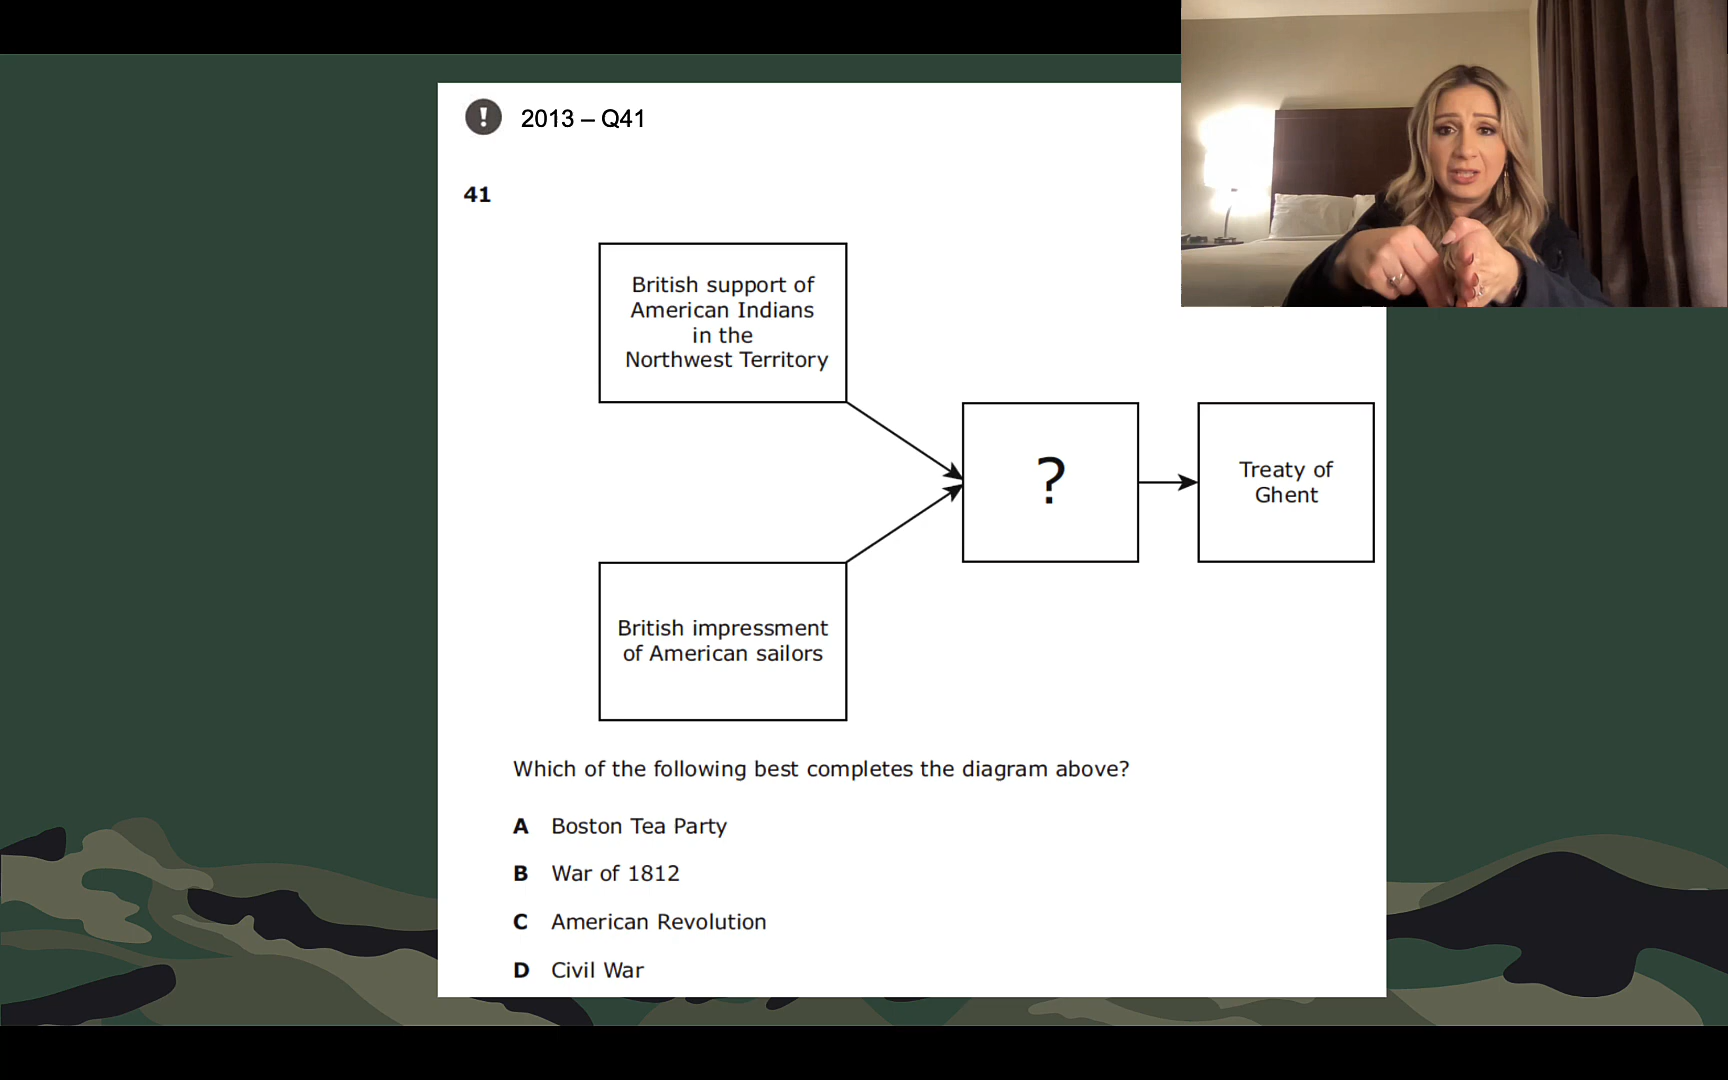 2013 – Q41
41
British support of
American Indians
in the
Northwest Territory
?
Treaty of
Ghent
British impressment
of American sailors
Which of the following best completes the diagram above?
A Boston Tea Party
B War of 1812
C American Revolution
D Civil War